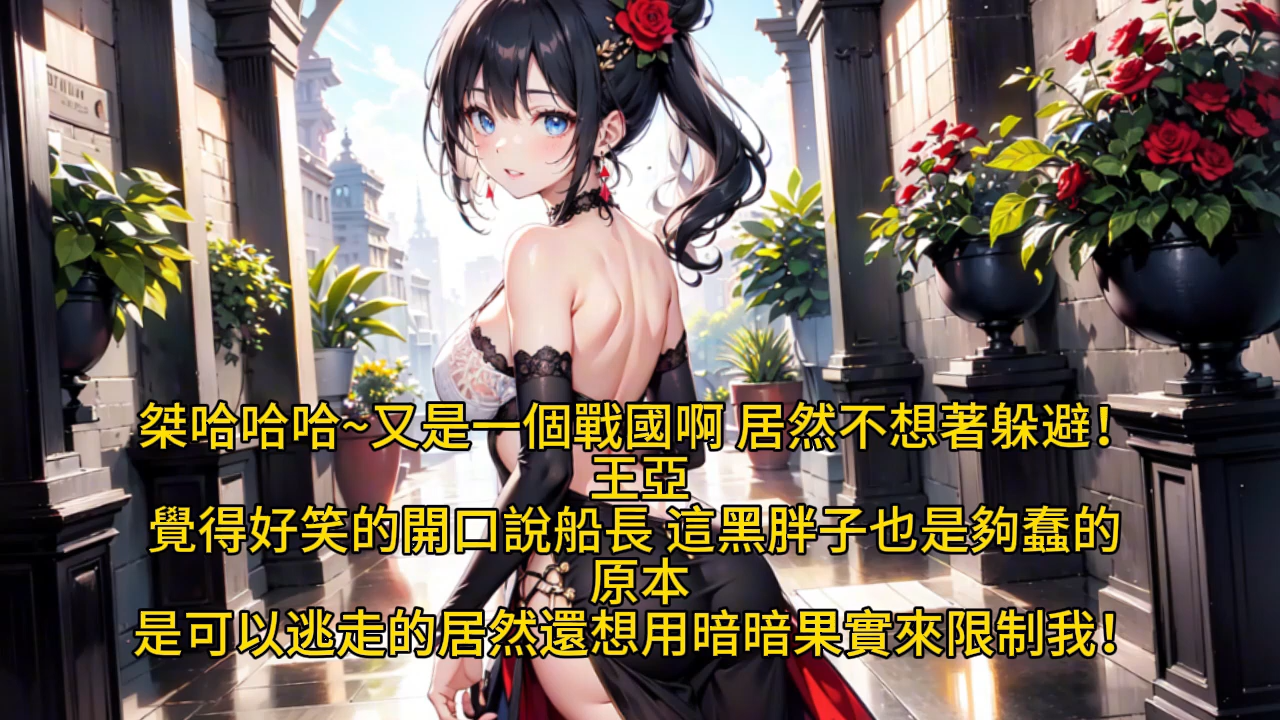 桀哈哈哈~又是一個戰國啊 居然不想著躲避！
王亞
覺得好笑的開口說船長 這黑胖子也是夠蠢的
原本
是可以逃走的居然還想用暗暗果實來限制我！